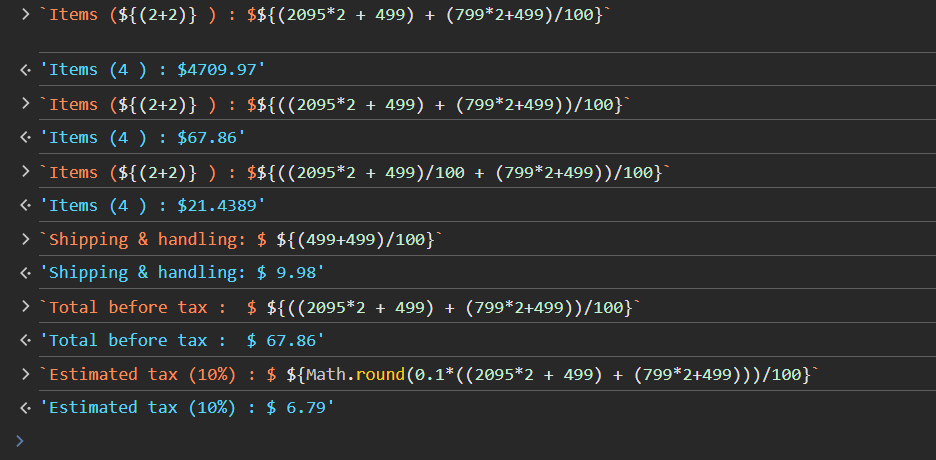 > `Items (${(2+2)} ) : $${(2095*2 + 499) + (799*2+499)/100}`
'Items (4 ) : $4709.97'
> `Items (${(2+2)} ) : $${((2095*2 + 499) + (799*2+499))/100}`
'Items (4 ) : $67.86'
> `Items (${(2+2)} ) : $${((2095*2 + 499)/100 + (799*2+499))/100}`
'Items (4 ) : $21.4389'
> `Shipping & handling: $ ${(499+499)/100}`
'Shipping & handling: $ 9.98'
> `Total before tax :  $ ${((2095*2 + 499) + (799*2+499))/100}`
'Total before tax :  $ 67.86'
> `Estimated tax (10%) : $ ${Math.round(0.1*((2095*2 + 499) + (799*2+499)))/100}`
'Estimated tax (10%) : $ 6.79'
>